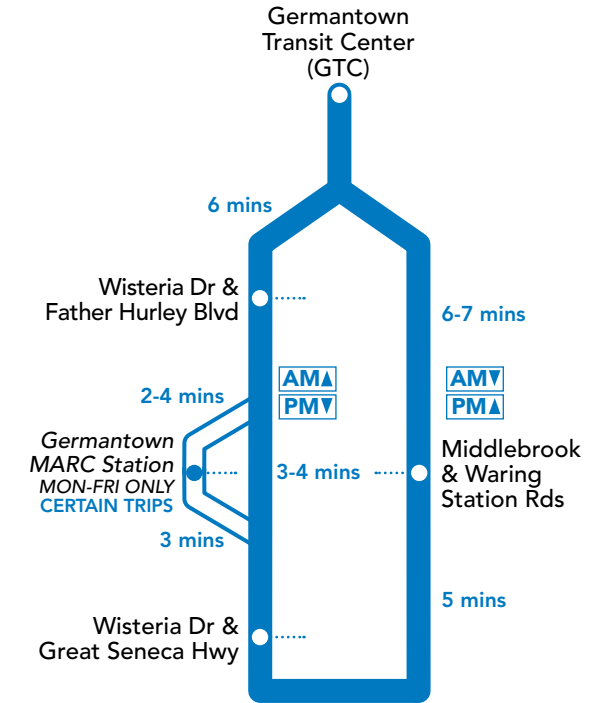 Germantown
Transit Center
(GTC)
6 mins
Wisteria Dr &
Father Hurley Blvd
6-7 mins
AM▲
PM▼
AM▼
PM▲
2-4 mins
Germantown
MARC Station
MON-FRI ONLY
CERTAIN TRIPS
3-4 mins
Middlebrook
& Waring
Station Rds
3 mins
5 mins
Wisteria Dr &
Great Seneca Hwy